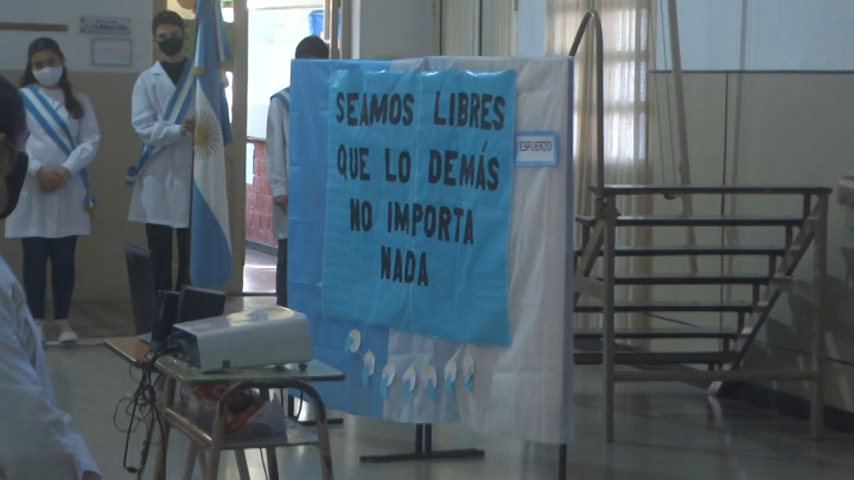 SEAMOS LIBRES
QUE LO DEMÁS
NO IMPORTA
NADA
ESFUERZO